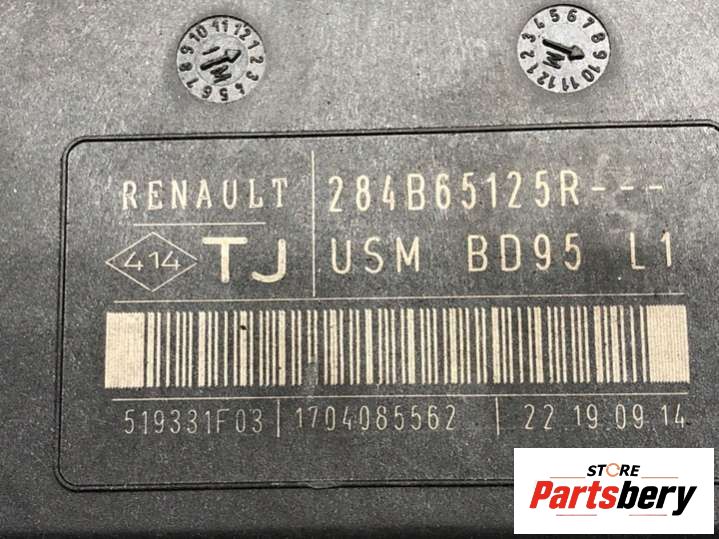 RENAULT 284B65125R---
414 TJ USM BD95 L1
519331F03 1704085562 22 19.09.14
STORE
Partsbery